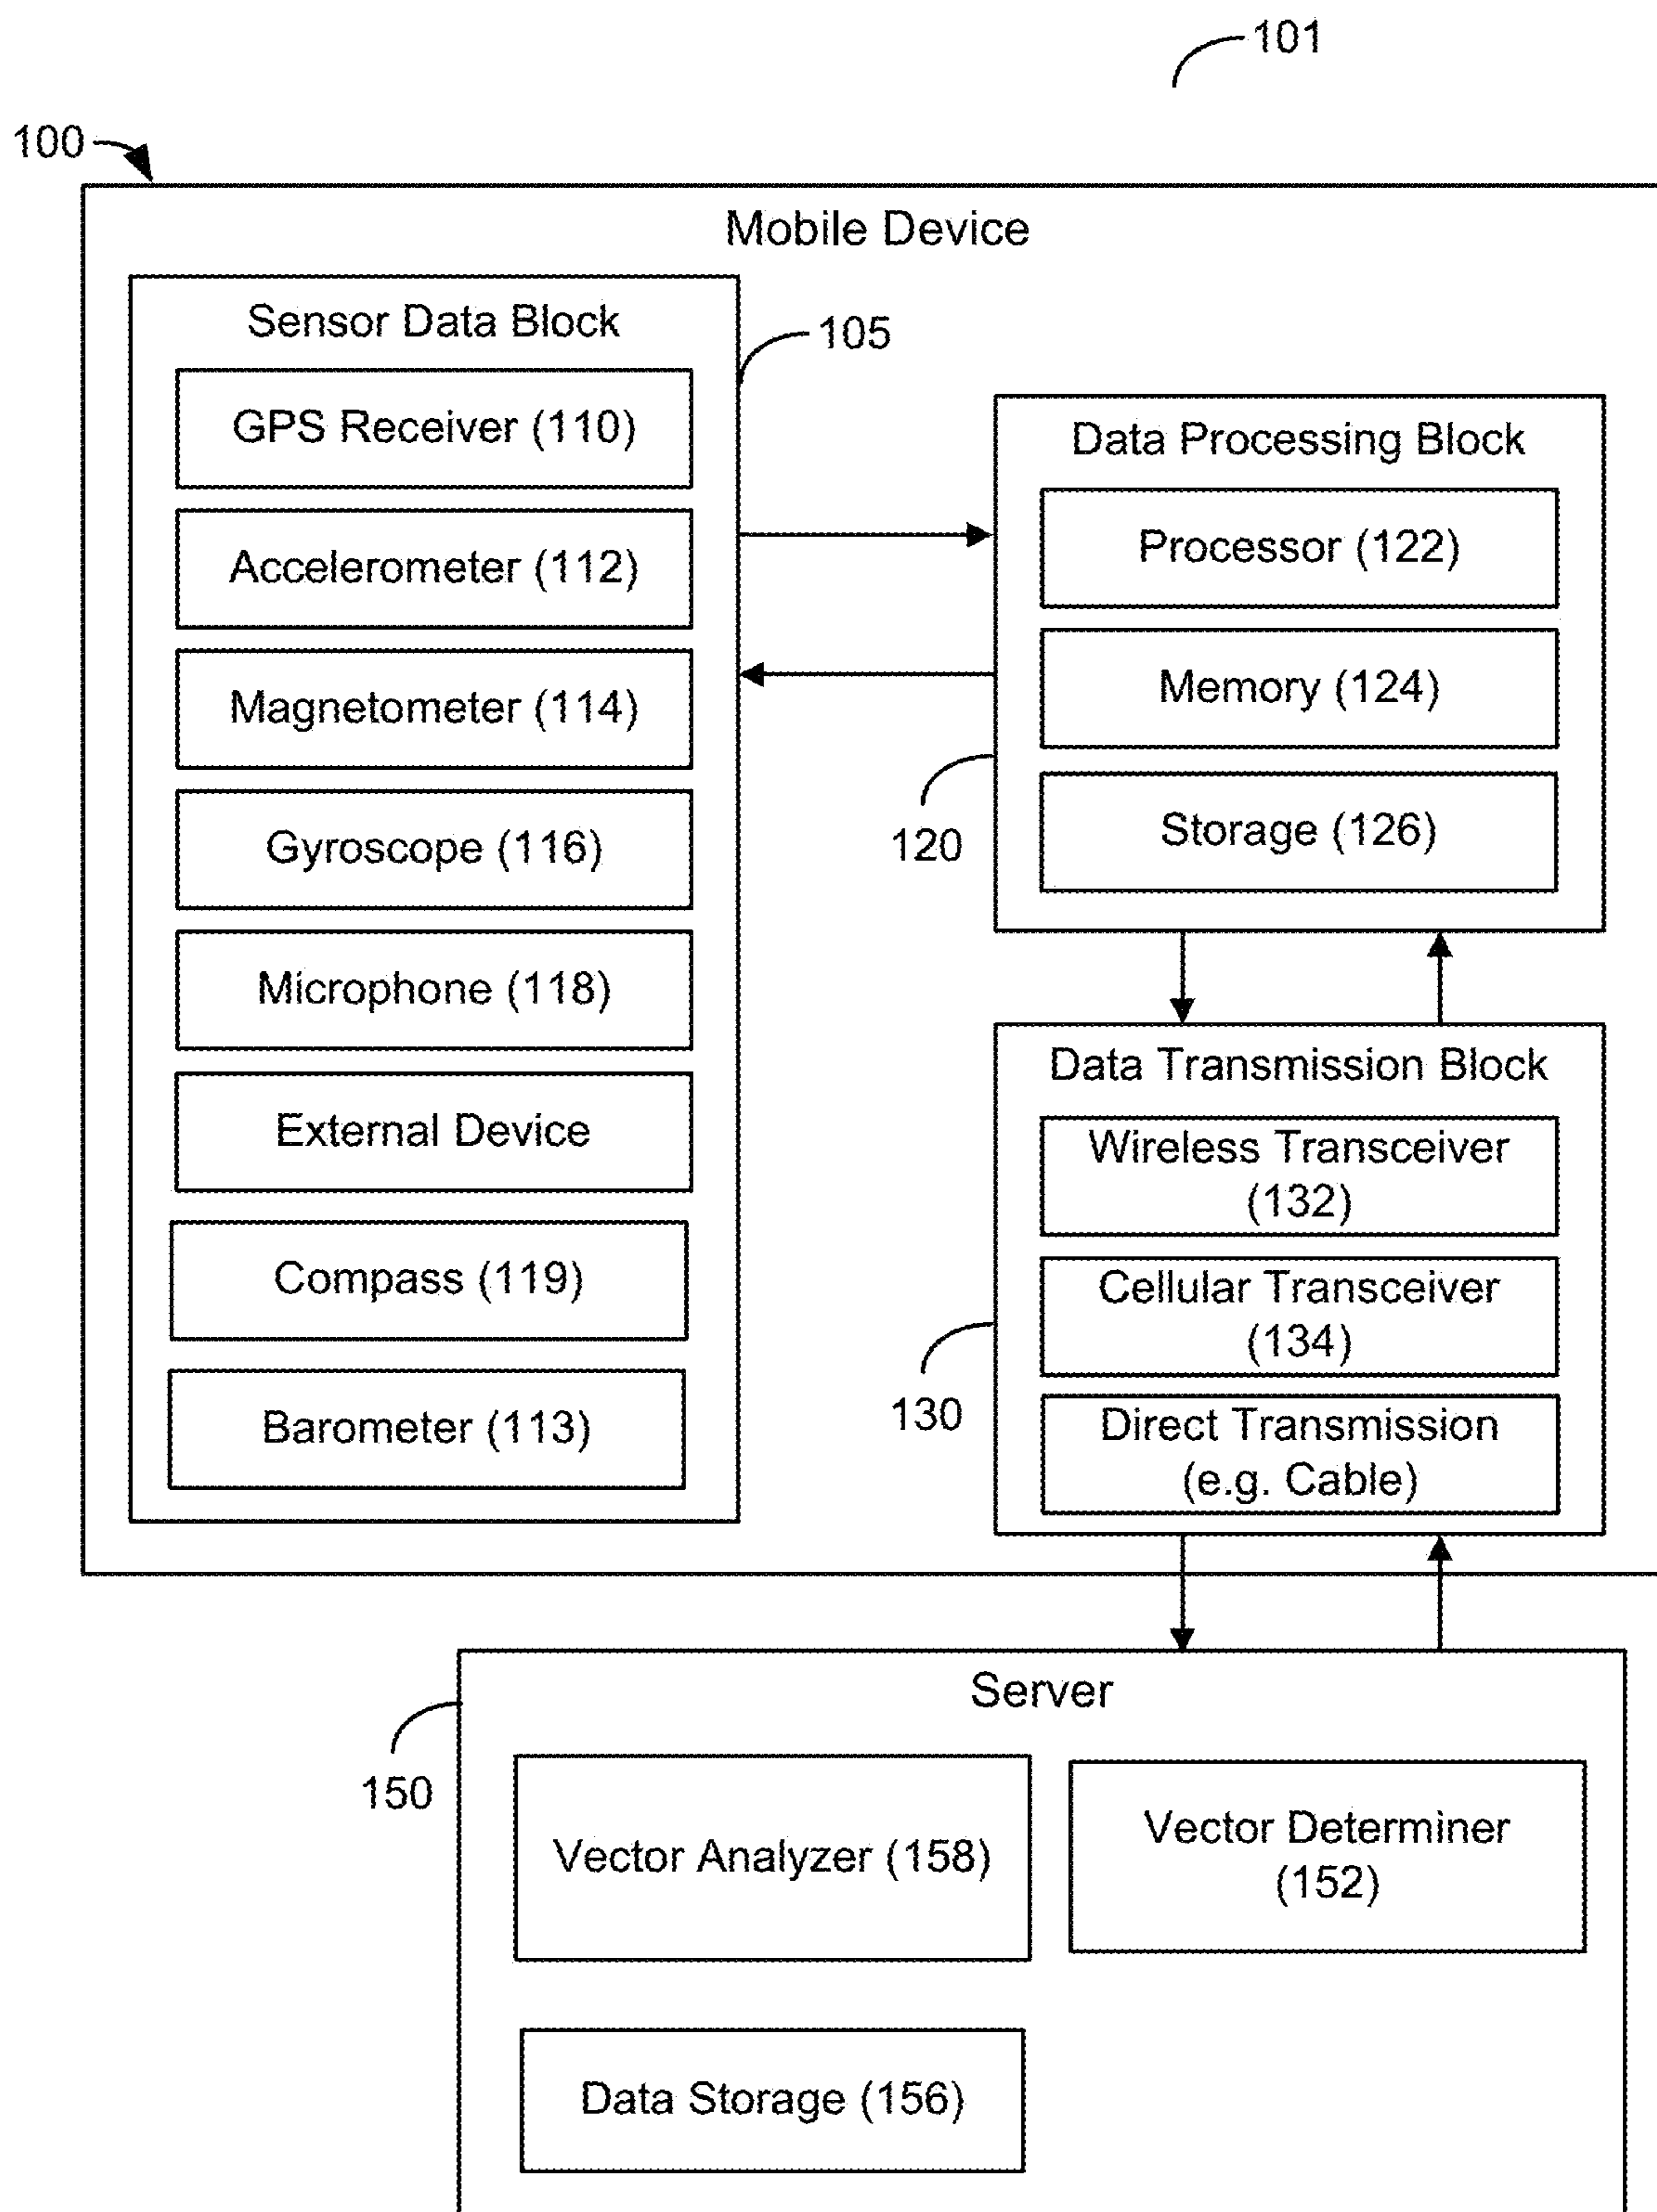 101
100
Mobile Device
Sensor Data Block
105
GPS Receiver (110)
Accelerometer (112)
Magnetometer (114)
Gyroscope (116)
Microphone (118)
External Device
Compass (119)
Barometer (113)
Data Processing Block
Processor (122)
Memory (124)
Storage (126)
120
Data Transmission Block
Wireless Transceiver
(132)
Cellular Transceiver
(134)
Direct Transmission
(e.g. Cable)
130
Server
150
Vector Analyzer (158)
Vector Determiner
(152)
Data Storage (156)